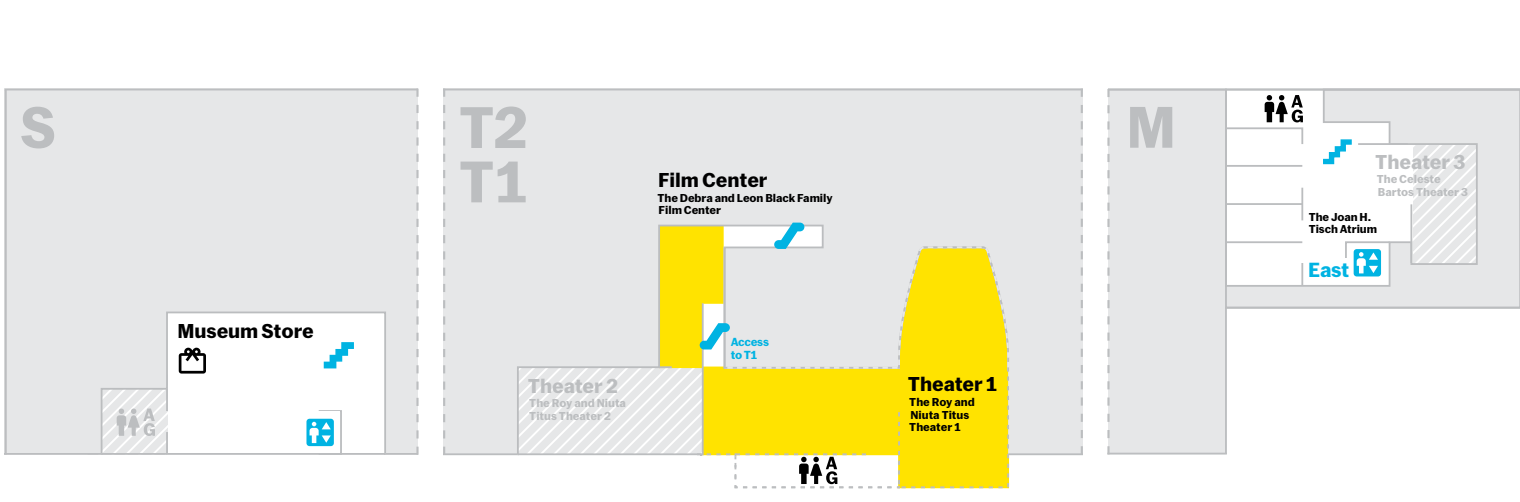 S
Museum Store
A
G
T2
T1
Film Center
The Debra and Leon Black Family
Film Center
Access
to T1
Theater 2
The Roy and Niuta
Titus Theater 2
Theater 1
The Roy and
Niuta Titus
Theater 1
A
G
M
A
G
Theater 3
The Celeste
Bartos Theater 3
The Joan H.
Tisch Atrium
East